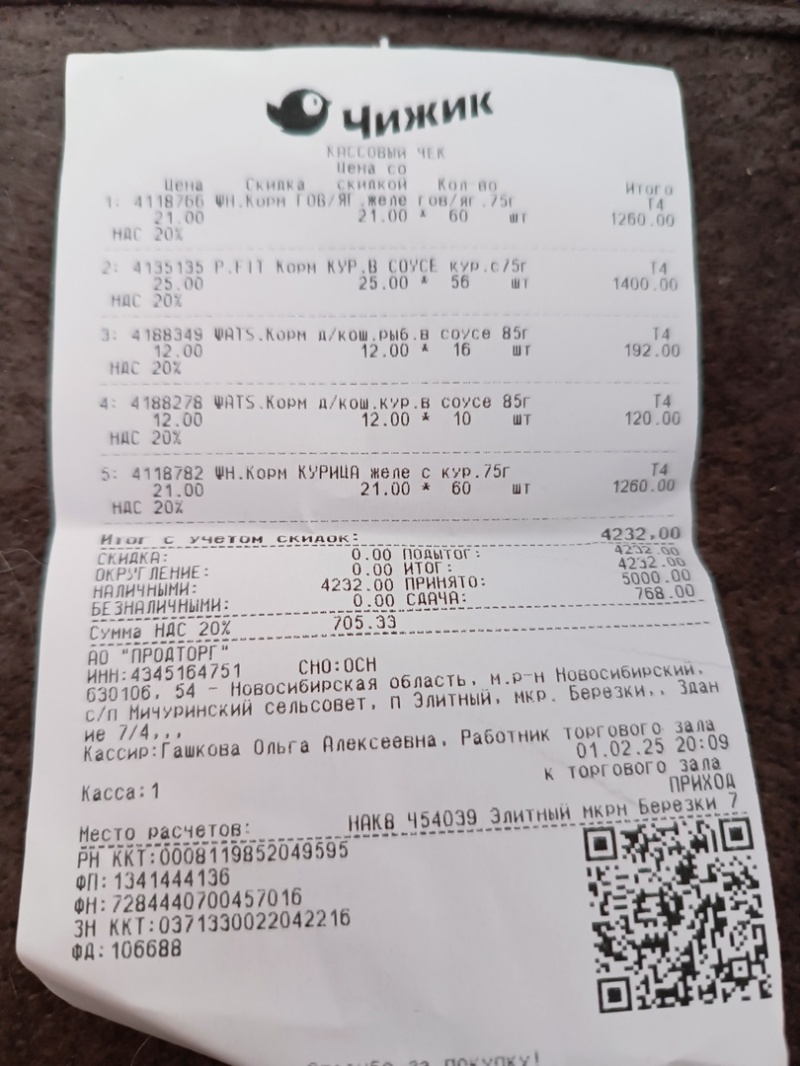 ЧИЖИК
КАССОВЫЙ ЧЕК
Цена со
Цена Скидка скидкой Кол во Итого
1: 4118766 ШН.Корм ГОВ/ЯГ.желе гов/яг.75г Т4
21.00 21.00 * 60 шт 1260.00
НДС 20%
2: 4135135 P.FIT Корм КУР.В СОУСЕ кур.с75г Т4
25.00 25.00 * 56 шт 1400.00
НДС 20%
3: 4188349 WATS.Корм д/кош.рыб.в соусе 85г Т4
12.00 12.00 * 16 шт 192.00
НДС 20%
4: 4188278 WATS.Корм д/кош.кур.в соусе 85г Т4
12.00 12.00 * 10 шт 120.00
НДС 20%
5: 4118782 ШН.Корм КУРИЦА желе с кур.75г Т4
21.00 21.00 * 60 шт 1260.00
НДС 20%
Итог с учетом скидок: 4232,00
СКИДКА: 0.00 ПОДЫТОГ: 4232.00
ОКРУГЛЕНИЕ: 0.00 ИТОГ: 4232.00
НАЛИЧНЫМИ: 4232.00 ПРИНЯТО: 5000.00
БЕЗНАЛИЧНЫМИ: 0.00 СДАЧА: 768.00
Сумма НДС 20% 705.33
АО "ПРОДТОРГ"
ИНН:4345164751 СНО:ОСН
630106, 54 - Новосибирская область, м.р-н Новосибирский,
с/п Мичуринский сельсовет, п Элитный, мкр. Березки,, Здан
ие 7/4,,,
Кассир:Гашкова Ольга Алексеевна, Работник торгового зала
01.02.25 20:09
к торгового зала
Касса:1 ПРИХОД
Место расчетов: НАК8 Ч54039 Элитный мкрн Березки 7
РН ККТ:0008119852049595
ФП:1341444136
ФН:7284440700457016
ЗН ККТ:0371330022042216
ФД:106688
Спасибо за покупку!